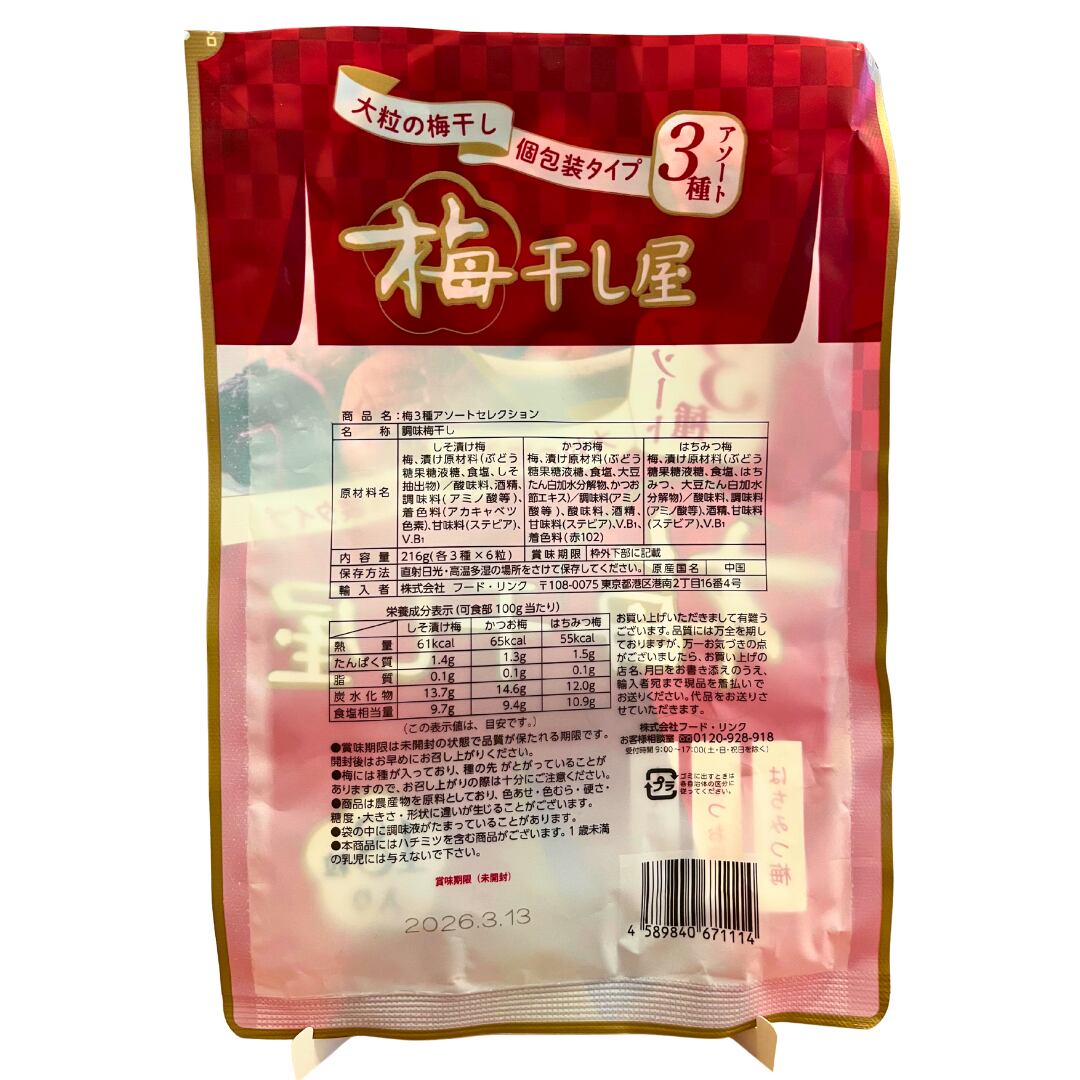 大粒の梅干し
個包装タイプ
3種
アソート
梅干し屋
商品名：梅3種アソートセレクション
名称 調味梅干し
原材料名
しそ漬け梅
梅、漬け原材料(ぶどう
糖果糖液糖、食塩、しそ
抽出物)／酸味料、酒精、
調味料(アミノ酸等)、
着色料(アカキャベツ
色素)、甘味料(ステビア)、
V.B₁
かつお梅
梅、漬け原材料(ぶどう
糖果糖液糖、食塩、大豆
たん白加水分解物、かつお
節エキス)／調味料(アミノ
酸等)、酸味料、酒精、
甘味料(ステビア)、V.B₁、
着色料(赤102)
はちみつ梅
梅、漬け原材料(ぶどう
糖果糖液糖、食塩、はち
みつ、大豆たん白加水
分解物)／酸味料、調味料
(アミノ酸等)、酒精、甘味料
(ステビア)、V.B₁
内容量 216g(各3種×6粒) 賞味期限 枠外下部に記載
保存方法 直射日光・高温多湿の場所をさけて保存してください。 原産国名 中国
輸入者 株式会社 フード・リンク 〒108-0075 東京都港区港南2丁目16番4号
栄養成分表示(可食部100g当たり)
しそ漬け梅 かつお梅 はちみつ梅
熱量 61kcal 65kcal 55kcal
たんぱく質 1.4g 1.3g 1.5g
脂質 0.1g 0.1g 0.1g
炭水化物 13.7g 14.6g 12.0g
食塩相当量 9.7g 9.4g 10.9g
(この表示値は、目安です。)
お買い上げいただきまして有難う
ございます。品質には万全を期し
ておりますが、万一お気づきの点
がございましたら、お買い上げの
店名、月日をお書き添えのうえ、
輸入者宛まで現品を着払いで
お送りください。代品をお送りさ
せていただきます。
株式会社フード・リンク
お客様相談室 0120-928-918
受付時間 9:00〜17:00(土・日・祝日を除く)
●賞味期限は未開封の状態で品質が保たれる期限です。
開封後はお早めにお召し上がりください。
●梅には種が入っており、種の先がとがっていることが
ありますので、お召し上がりの際は十分にご注意ください。
●商品は農産物を原料としており、色あせ・色むら・硬さ・
糖度・大きさ・形状に違いが生じることがございます。
●袋の中に調味液がたまっていることがあります。
●本商品にはハチミツを含む商品がございます。1歳未満
の乳児には与えないで下さい。
プラ
ゴミに出すときは
各自治体の区分に
従ってください。
賞味期限（未開封）
2026.3.13
4 589840 671114